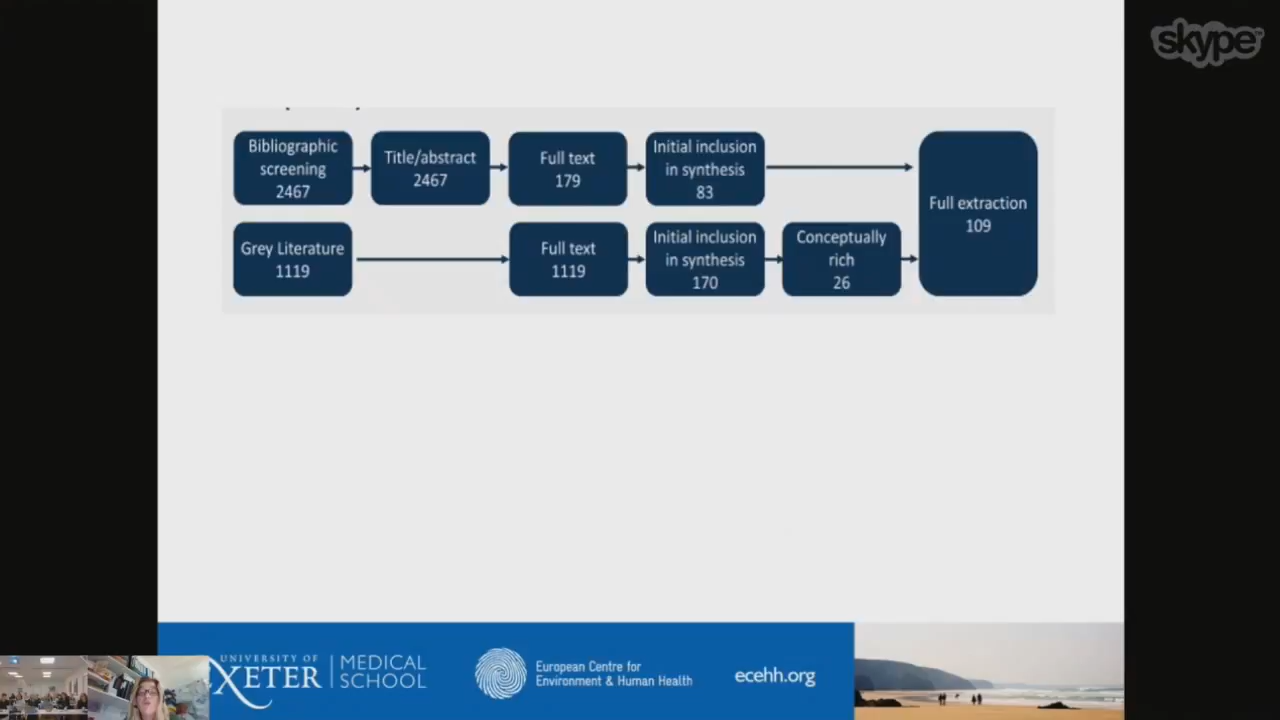 skype
Bibliographic
screening
2467
Title/abstract
2467
Full text
179
Initial inclusion
in synthesis
83
Grey Literature
1119
Full text
1119
Initial inclusion
in synthesis
170
Conceptually
rich
26
Full extraction
109
UNIVERSITY OF
EXETER
MEDICAL
SCHOOL
European Centre for
Environment & Human Health
ecehh.org